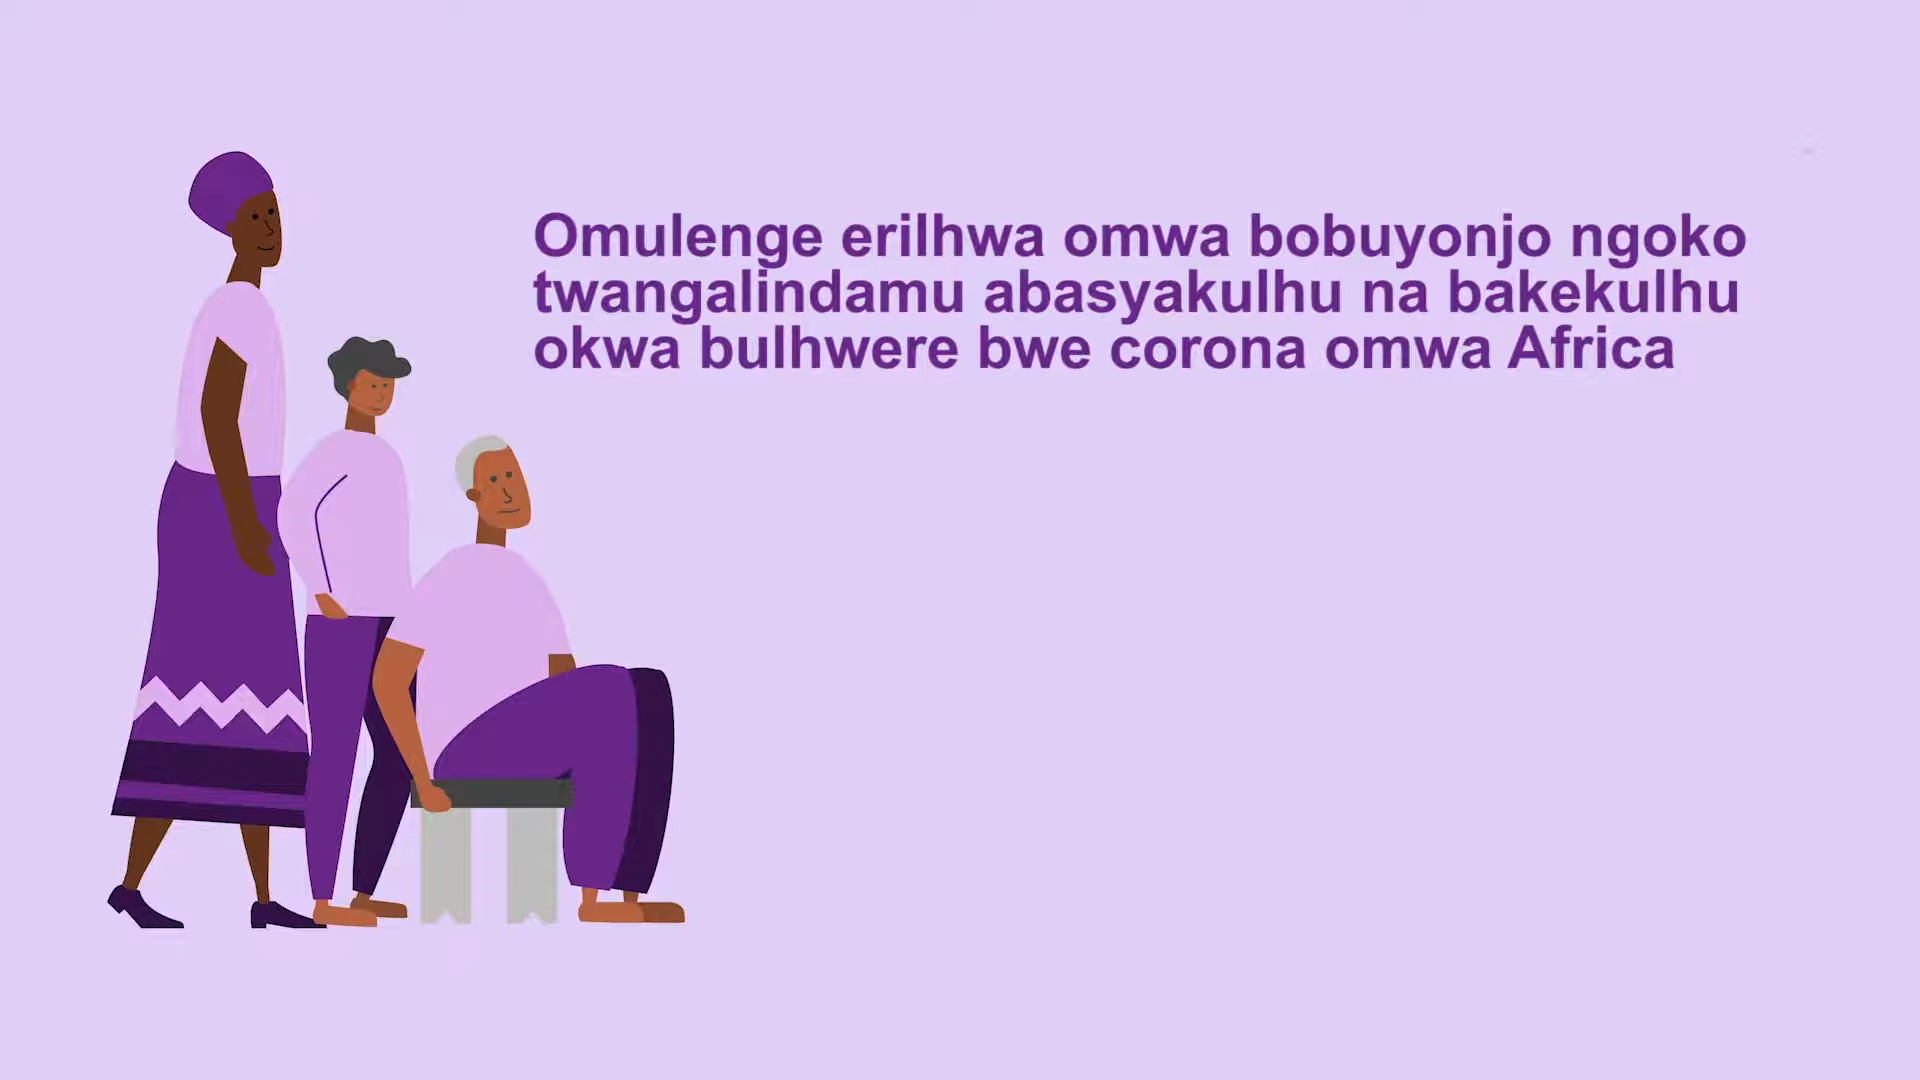 Omulenge erilhwa omwa bobuyonjo ngoko
twangalindamu abasyakulhu na bakekulhu
okwa bulhwere bwe corona omwa Africa